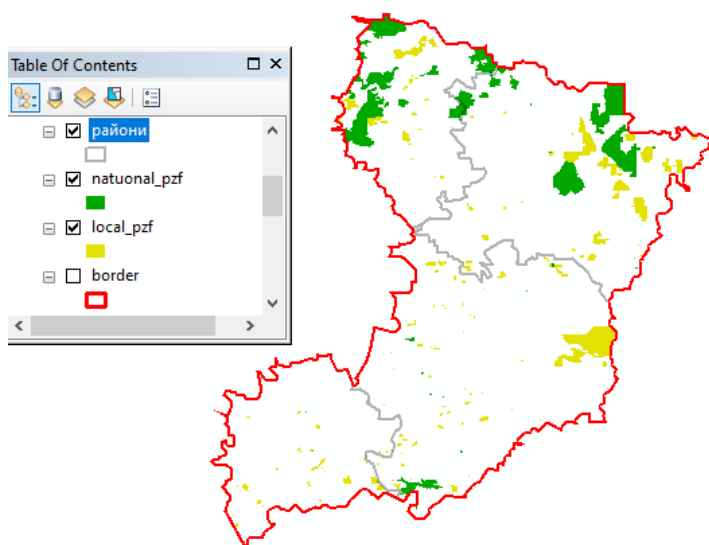 Table Of Contents
райони
natuonal_pzf
local_pzf
border